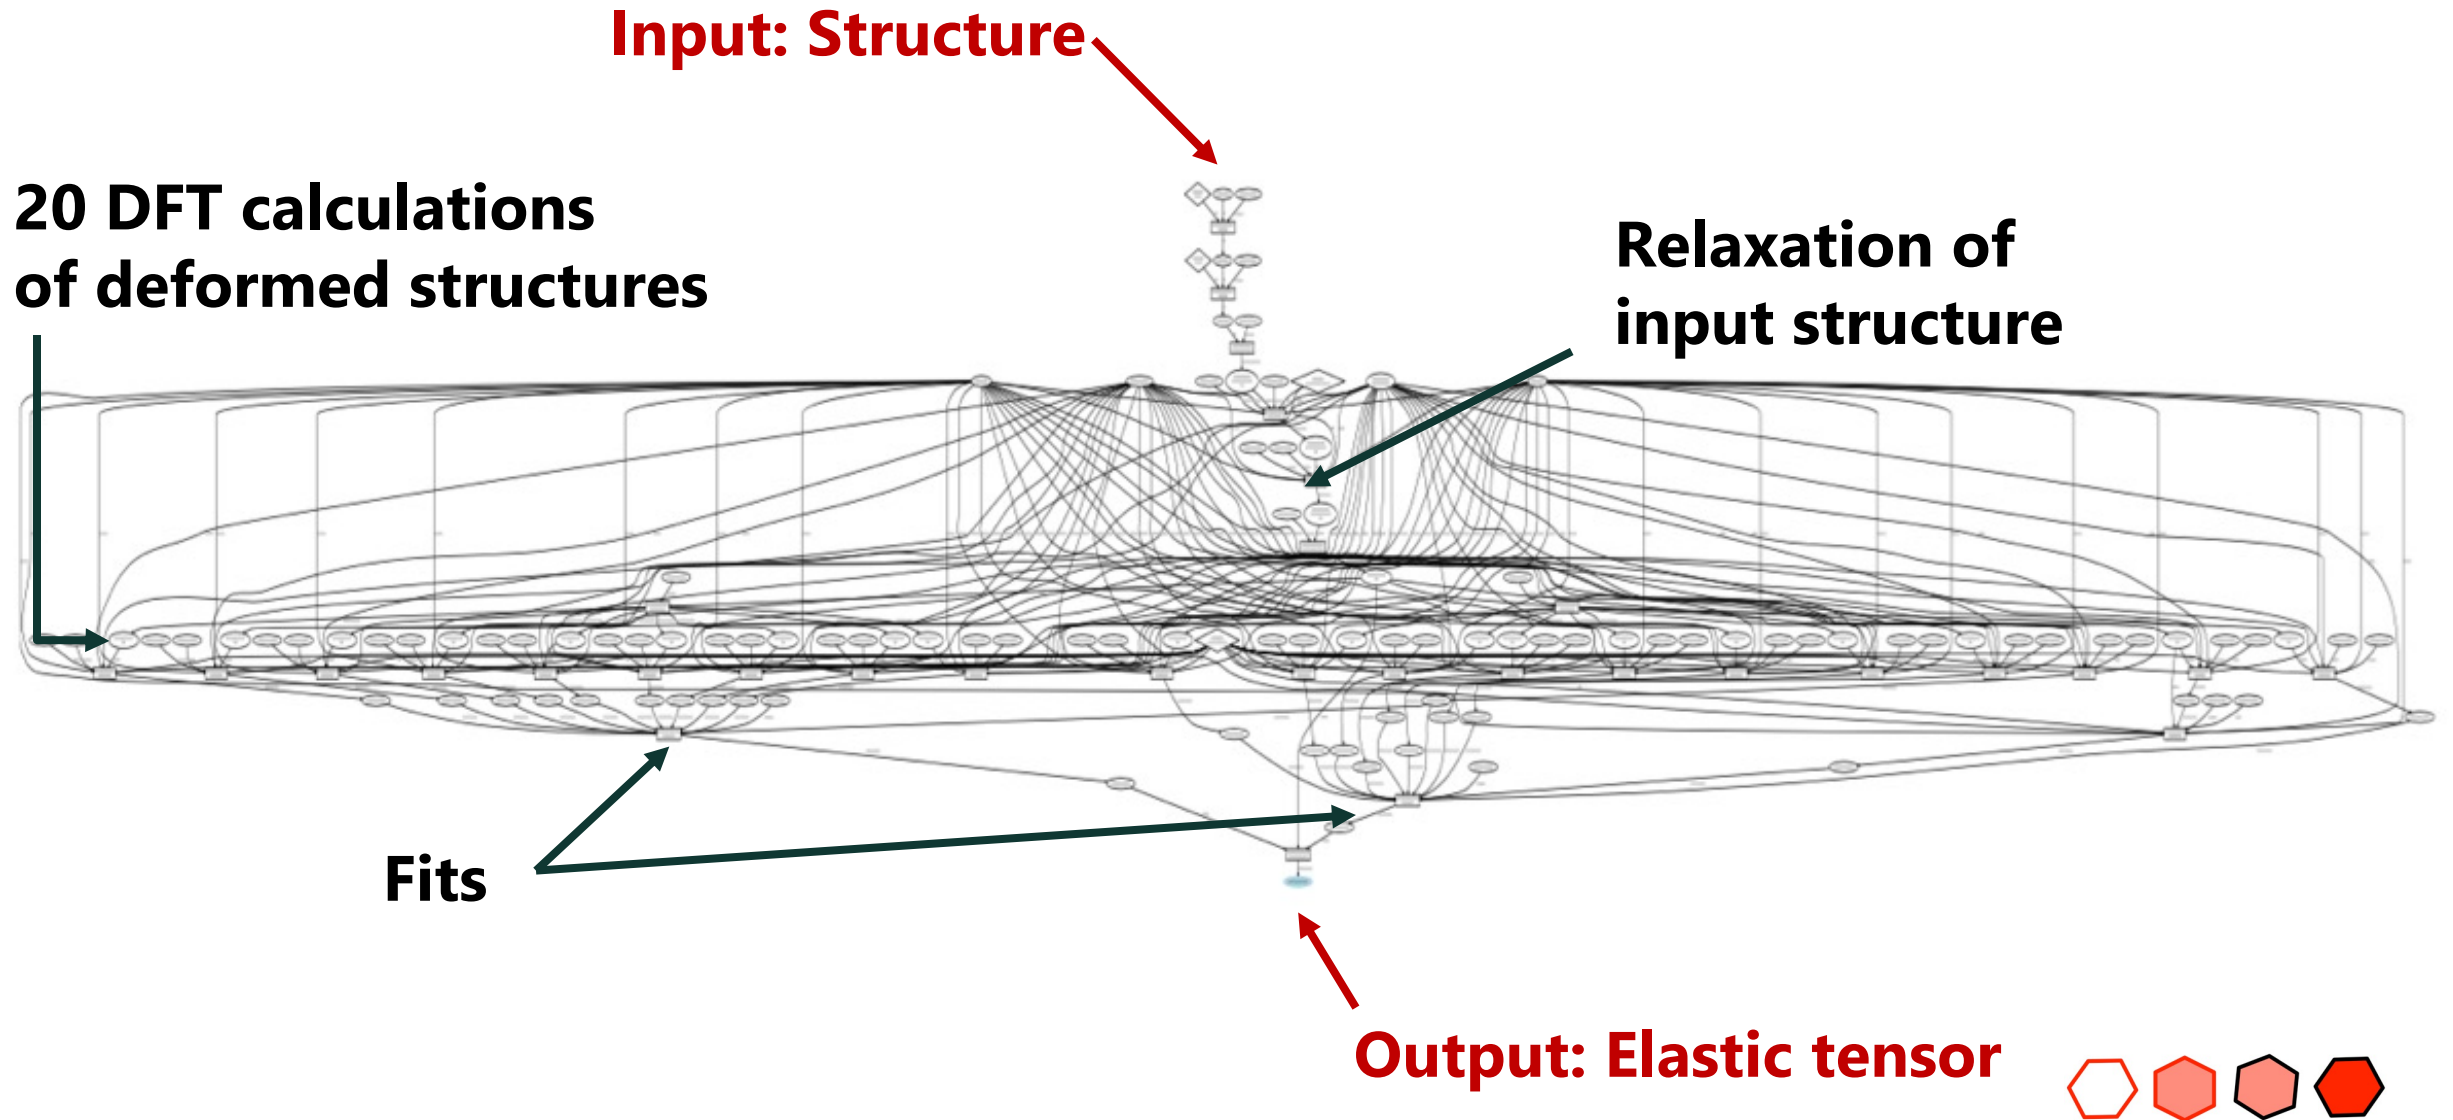 Input: Structure
20 DFT calculations
of deformed structures
Relaxation of
input structure
Fits
Output: Elastic tensor